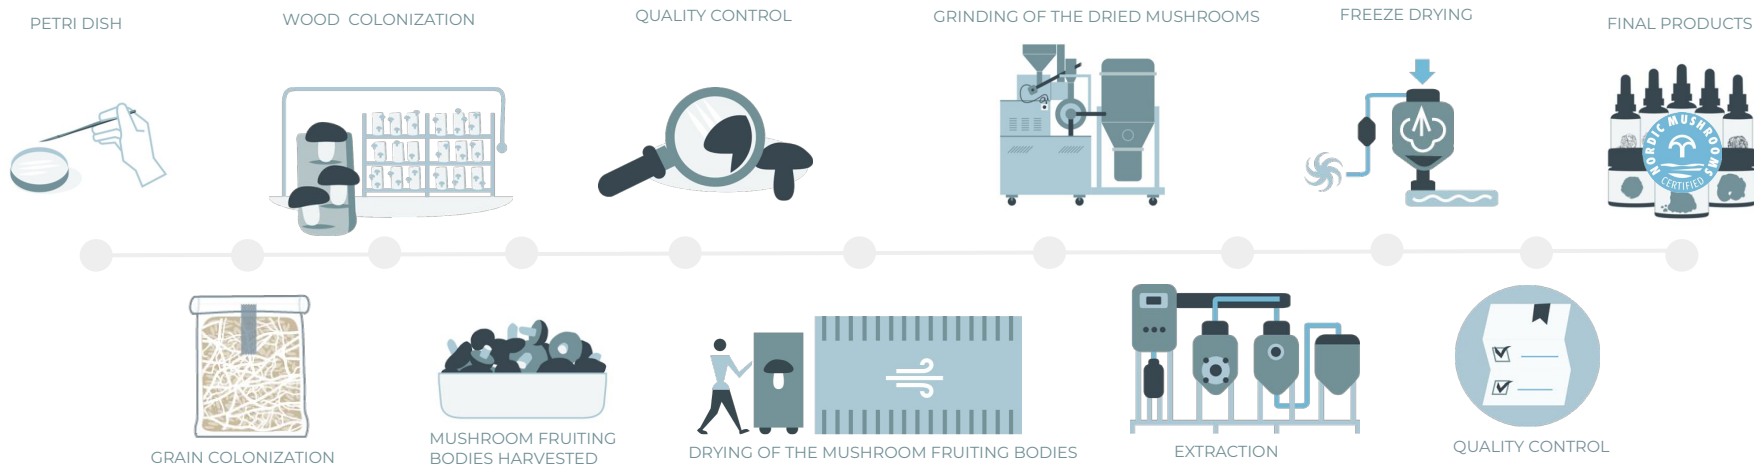 PETRI DISH
WOOD COLONIZATION
QUALITY CONTROL
GRINDING OF THE DRIED MUSHROOMS
FREEZE DRYING
FINAL PRODUCTS
NORDIC MUSHROOMS
CERTIFIED
GRAIN COLONIZATION
MUSHROOM FRUITING
BODIES HARVESTED
DRYING OF THE MUSHROOM FRUITING BODIES
EXTRACTION
QUALITY CONTROL